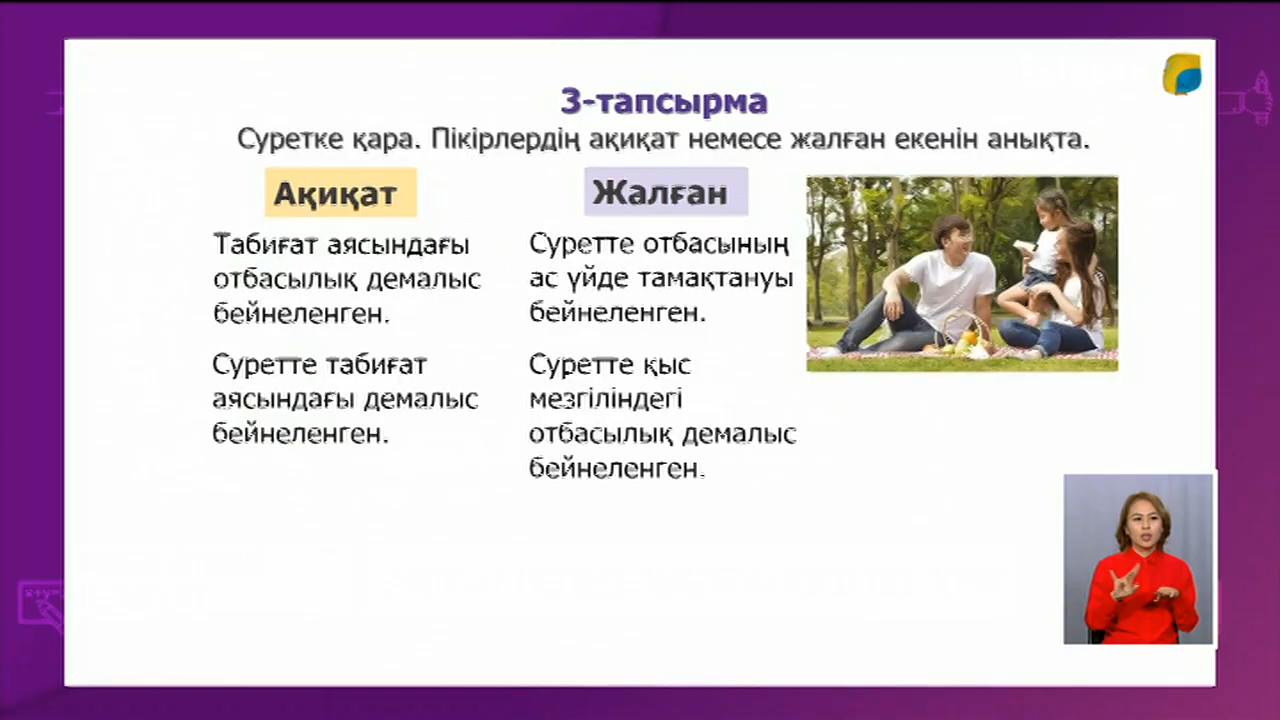 3-тапсырма
Суретке қара. Пікірлердің ақиқат немесе жалған екенін анықта.
Ақиқат
Табиғат аясындағы
отбасылық демалыс
бейнеленген.
Суретте табиғат
аясындағы демалыс
бейнеленген.
Жалған
Суретте отбасының
ас үйде тамақтануы
бейнеленген.
Суретте қыс
мезгіліндегі
отбасылық демалыс
бейнеленген.